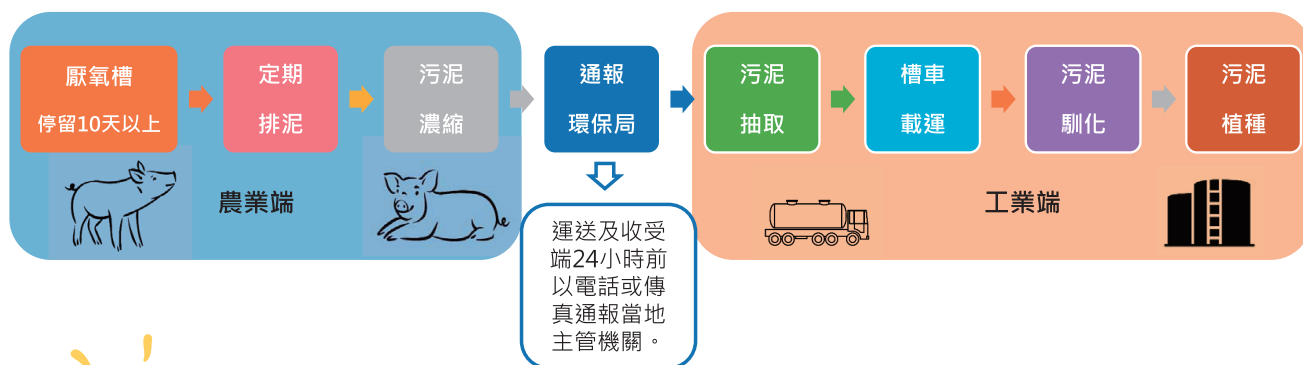 厭氧槽
停留10天以上
定期
排泥
污泥
濃縮
通報
環保局
污泥
抽取
槽車
載運
污泥
馴化
污泥
植種
農業端
工業端
運送及收受
端24小時前
以電話或傳
真通報當地
主管機關。